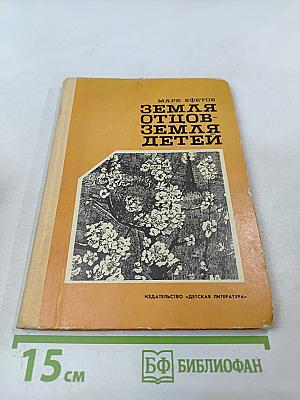 МАРК ЕФЕТОВ
ЗЕМЛЯ
ОТЦОВ-
ЗЕМЛЯ
ДЕТЕЙ
ИЗДАТЕЛЬСТВО «ДЕТСКАЯ ЛИТЕРАТУРА»
15 см
БФ БИБЛИОФАН